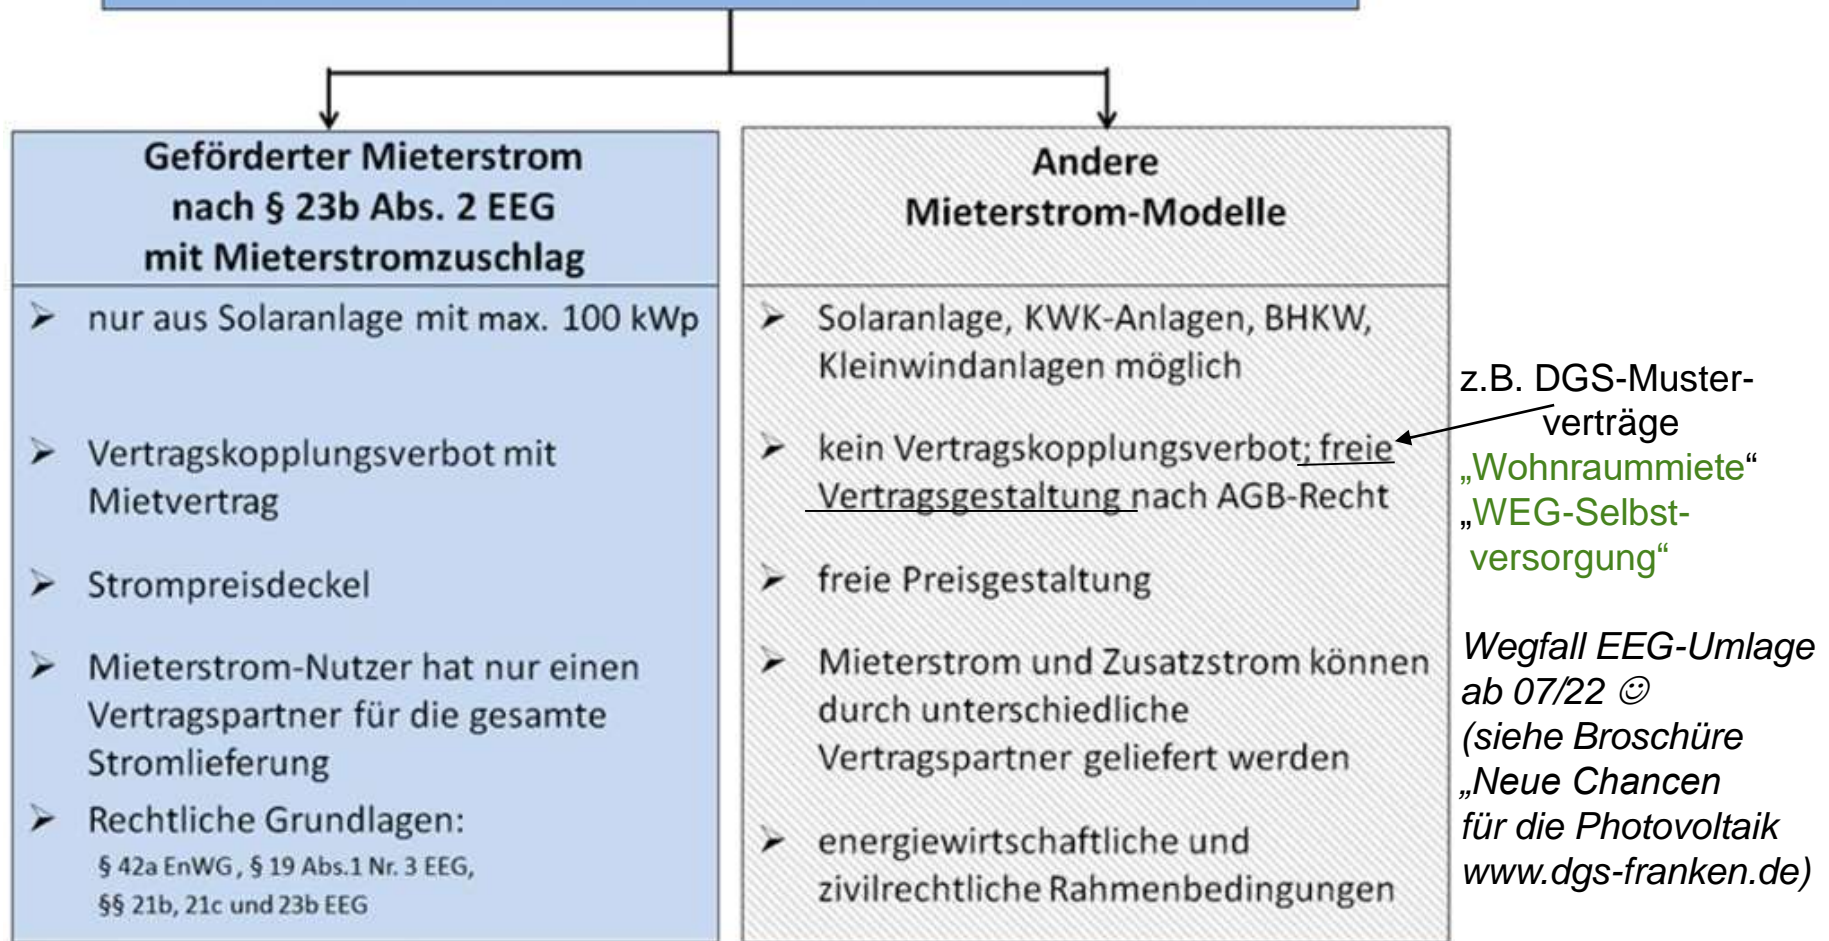 Geförderter Mieterstrom
nach § 23b Abs. 2 EEG
mit Mieterstromzuschlag
➢ nur aus Solaranlage mit max. 100 kWp
➢ Vertragskopplungsverbot mit
Mietvertrag
➢ Strompreisdeckel
➢ Mieterstrom-Nutzer hat nur einen
Vertragspartner für die gesamte
Stromlieferung
➢ Rechtliche Grundlagen:
§ 42a EnWG, § 19 Abs.1 Nr. 3 EEG,
§§ 21b, 21c und 23b EEG
Andere
Mieterstrom-Modelle
➢ Solaranlage, KWK-Anlagen, BHKW,
Kleinwindanlagen möglich
➢ kein Vertragskopplungsverbot; freie
Vertragsgestaltung nach AGB-Recht
➢ freie Preisgestaltung
➢ Mieterstrom und Zusatzstrom können
durch unterschiedliche
Vertragspartner geliefert werden
➢ energiewirtschaftliche und
zivilrechtliche Rahmenbedingungen
z.B. DGS-Muster-
verträge
„Wohnraummiete“
„WEG-Selbst-
versorgung“
Wegfall EEG-Umlage
ab 07/22 ☺
(siehe Broschüre
„Neue Chancen
für die Photovoltaik
www.dgs-franken.de)